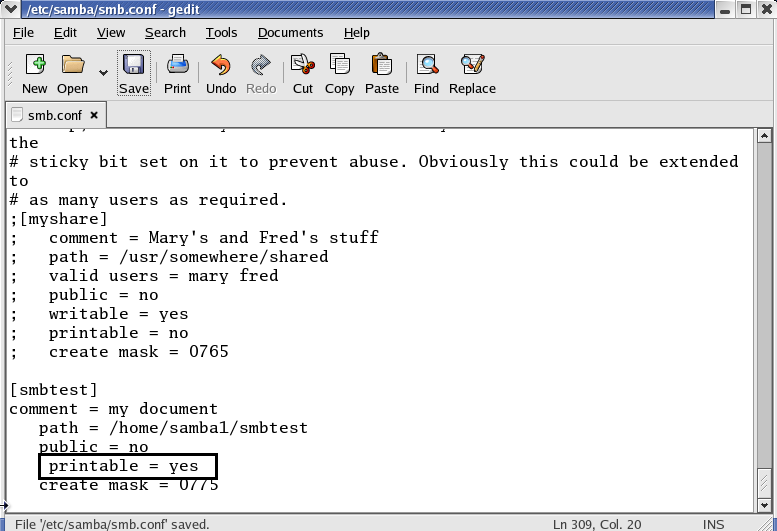 /etc/samba/smb.conf - gedit
File Edit View Search Tools Documents Help
New Open Save Print Undo Redo Cut Copy Paste Find Replace
smb.conf
the
# sticky bit set on it to prevent abuse. Obviously this could be extended
to
# as many users as required.
;[myshare]
;   comment = Mary's and Fred's stuff
;   path = /usr/somewhere/shared
;   valid users = mary fred
;   public = no
;   writable = yes
;   printable = no
;   create mask = 0765
[smbtest]
comment = my document
   path = /home/samba1/smbtest
   public = no
    printable = yes
   create mask = 0775
File '/etc/samba/smb.conf' saved. Ln 309, Col. 20 INS